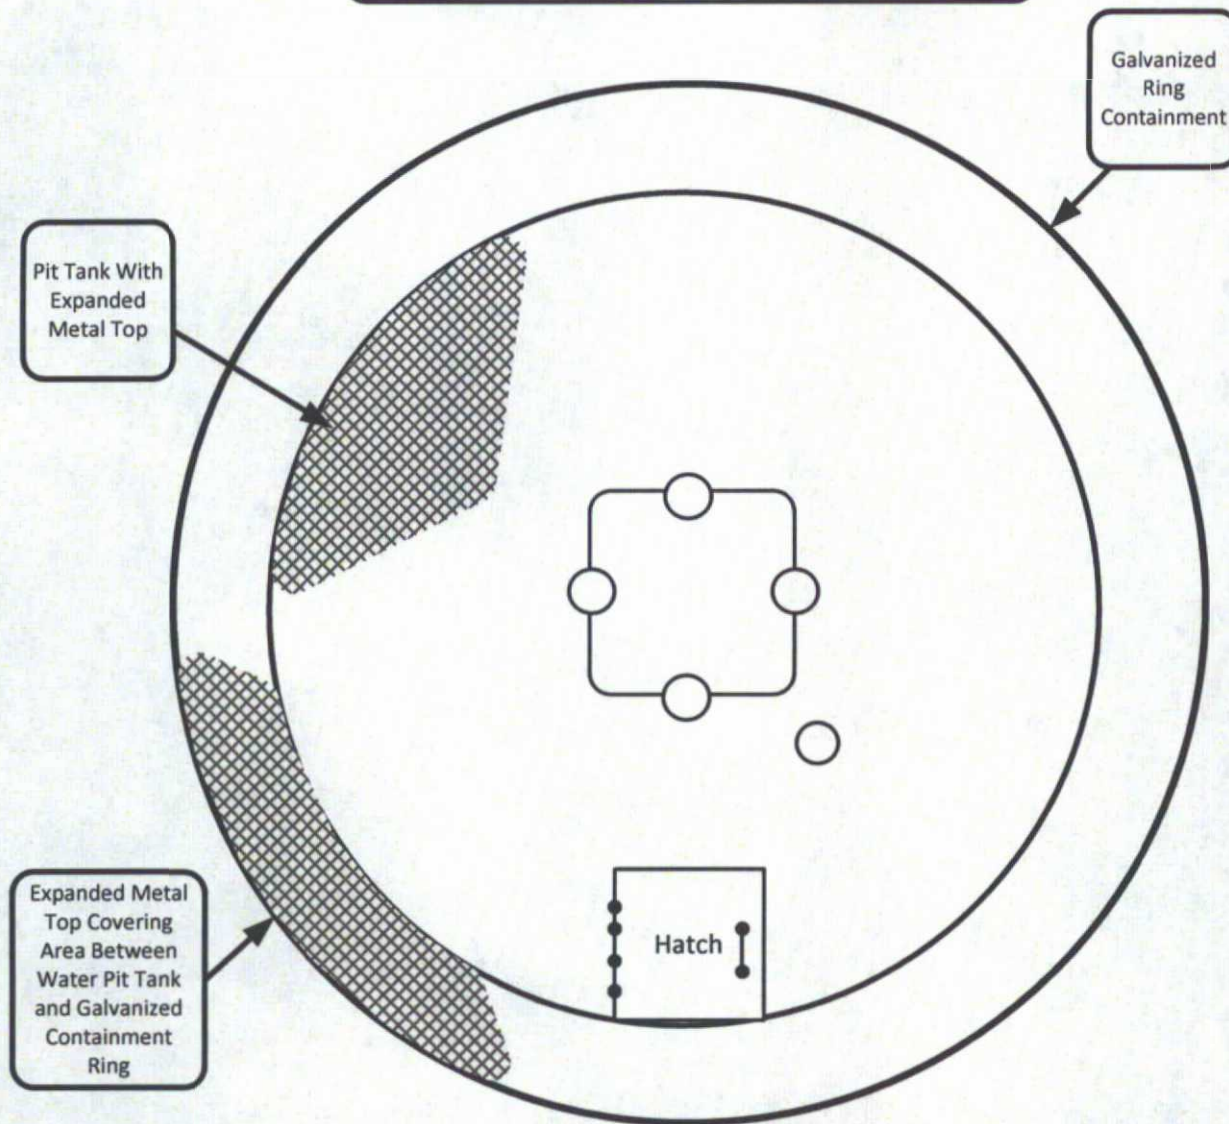 Galvanized
Ring
Containment
Pit Tank With
Expanded
Metal Top
Expanded Metal
Top Covering
Area Between
Water Pit Tank
and Galvanized
Containment
Ring
Hatch